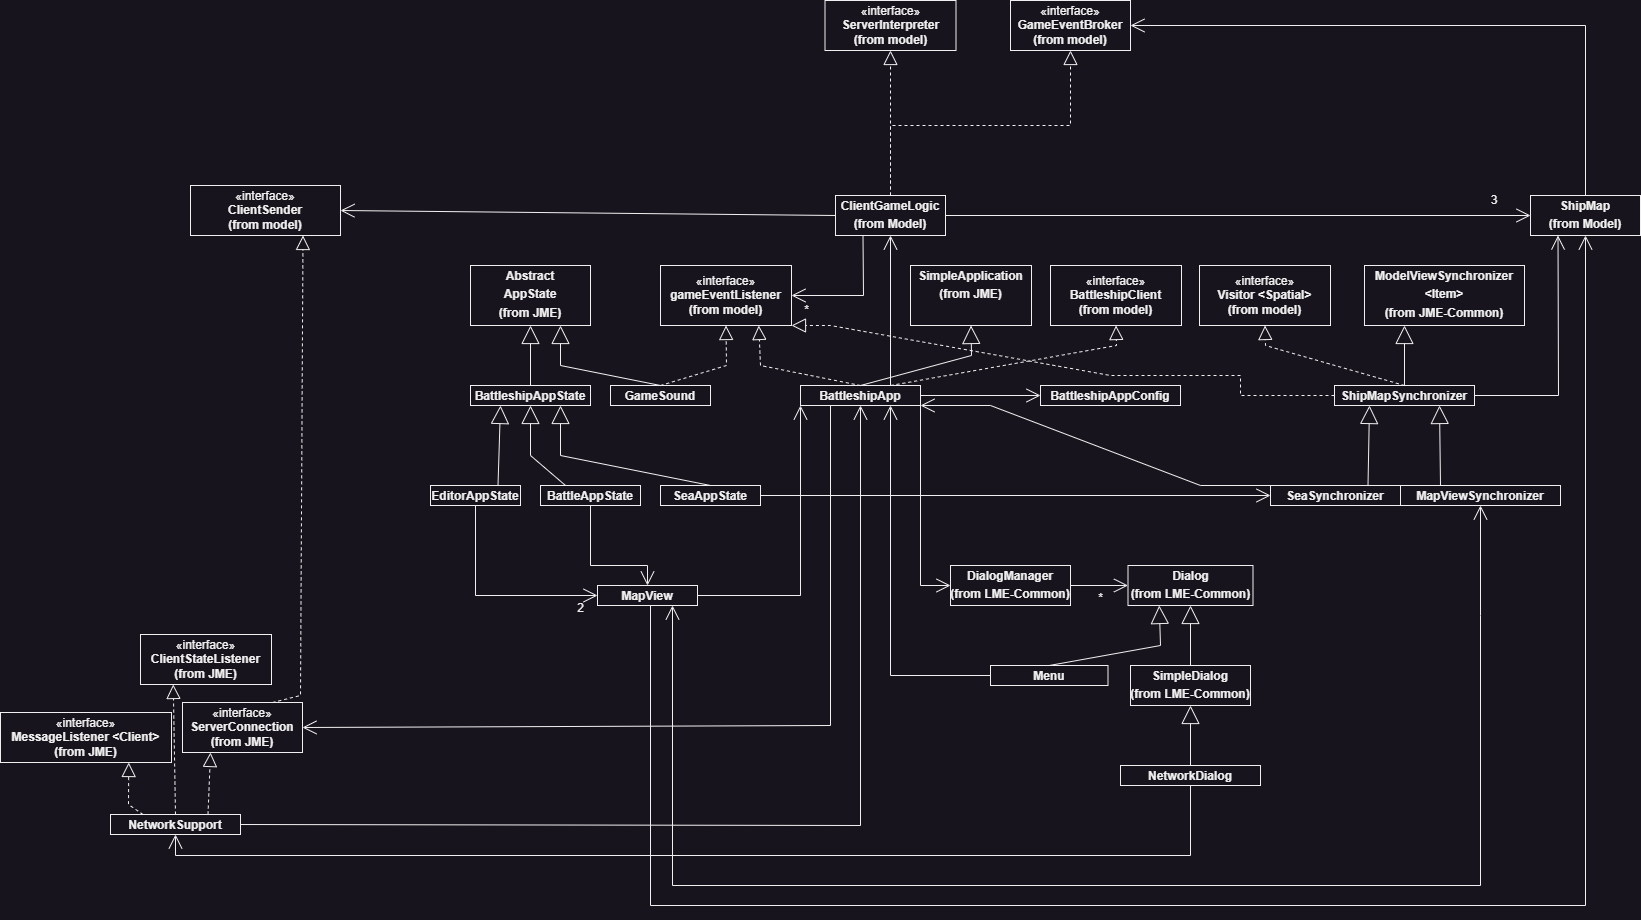 «interface»
ServerInterpreter
(from model)
«interface»
GameEventBroker
(from model)
«interface»
ClientSender
(from model)
ClientGameLogic
(from Model)
3
ShipMap
(from Model)
Abstract
AppState
(from JME)
«interface»
gameEventListener
(from model)
*
SimpleApplication
(from JME)
«interface»
BattleshipClient
(from model)
«interface»
Visitor <Spatial>
(from model)
ModelViewSynchronizer
<Item>
(from JME-Common)
BattleshipAppState
GameSound
BattleshipApp
BattleshipAppConfig
ShipMapSynchronizer
EditorAppState
BattleAppState
SeaAppState
SeaSynchronizer
MapViewSynchronizer
2
MapView
DialogManager
(from LME-Common)
*
Dialog
(from LME-Common)
«interface»
ClientStateListener
(from JME)
Menu
SimpleDialog
(from LME-Common)
«interface»
MessageListener <Client>
(from JME)
«interface»
ServerConnection
(from JME)
NetworkDialog
NetworkSupport